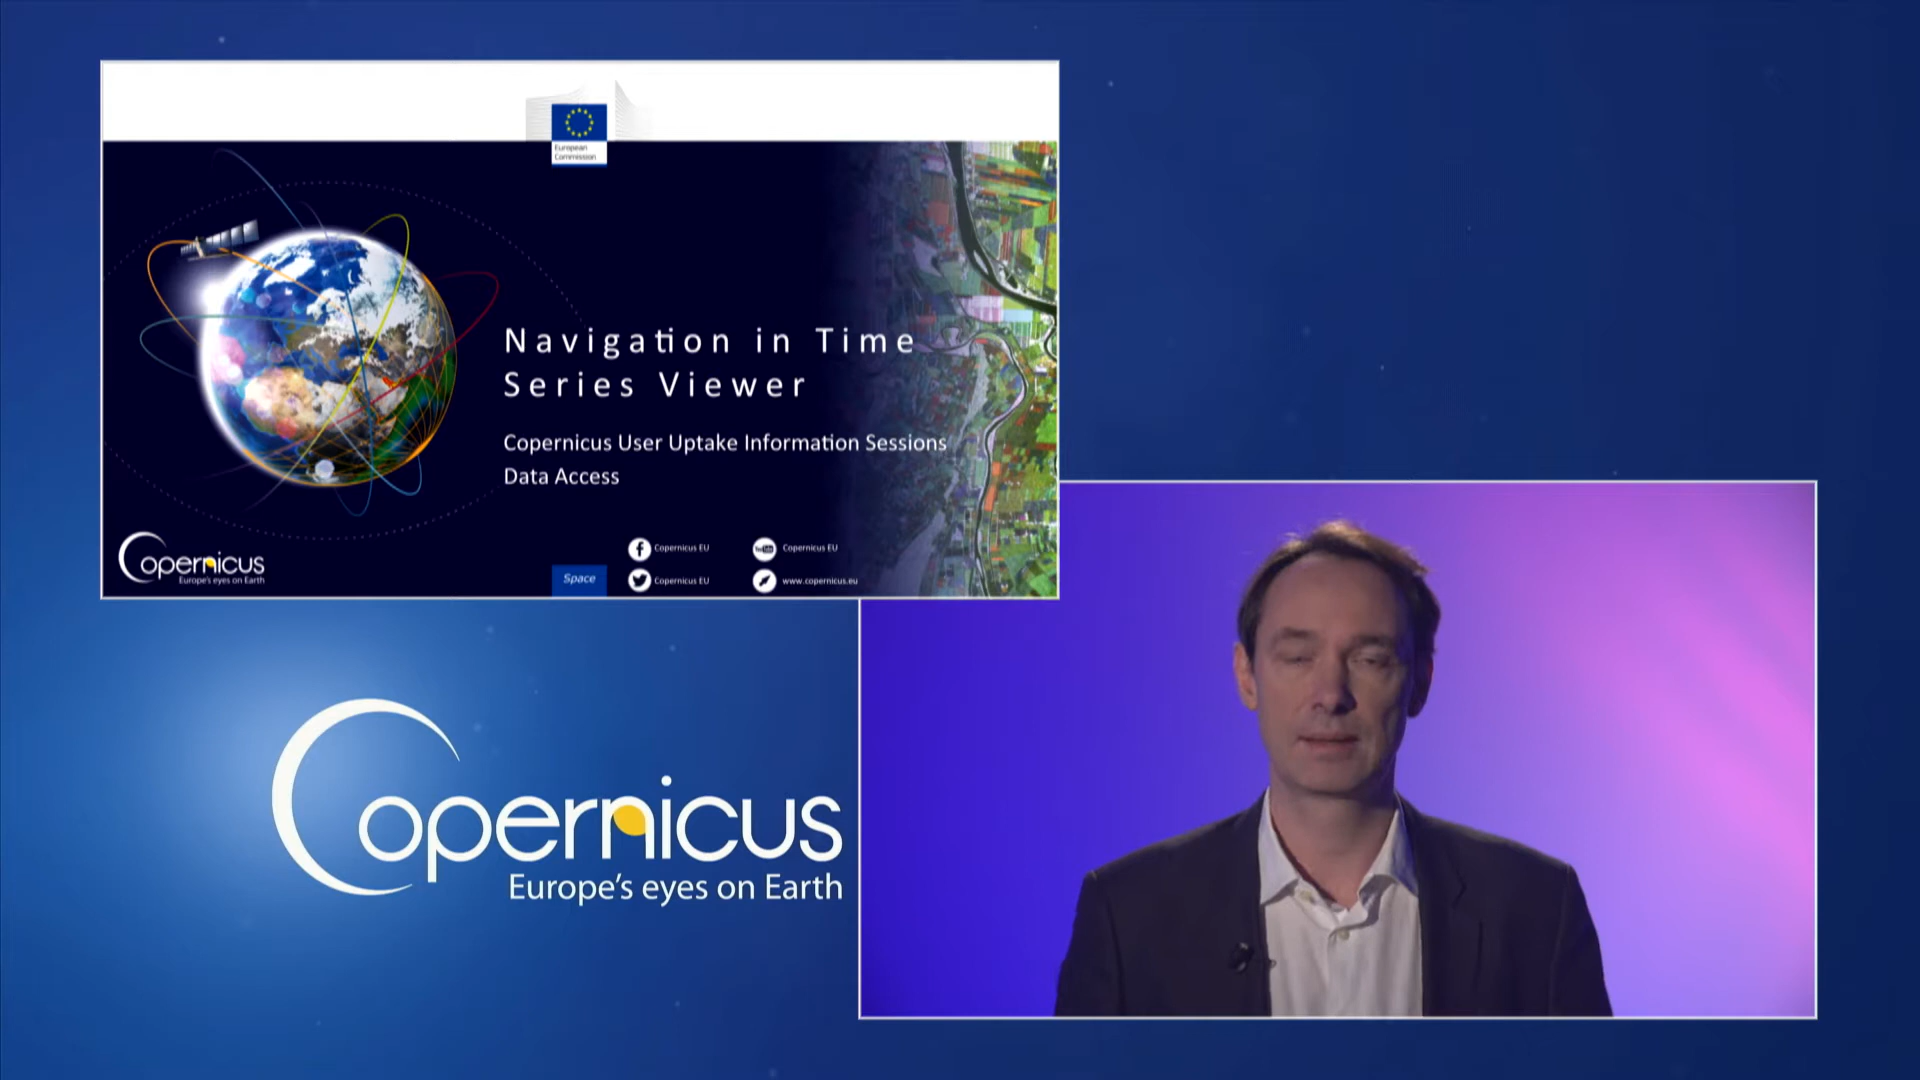 European
Commission
Navigation in Time
Series Viewer
Copernicus User Uptake Information Sessions
Data Access
Copernicus
Europe's eyes on Earth
Space
Copernicus EU
Copernicus EU
Copernicus EU
www.copernicus.eu
Copernicus
Europe's eyes on Earth